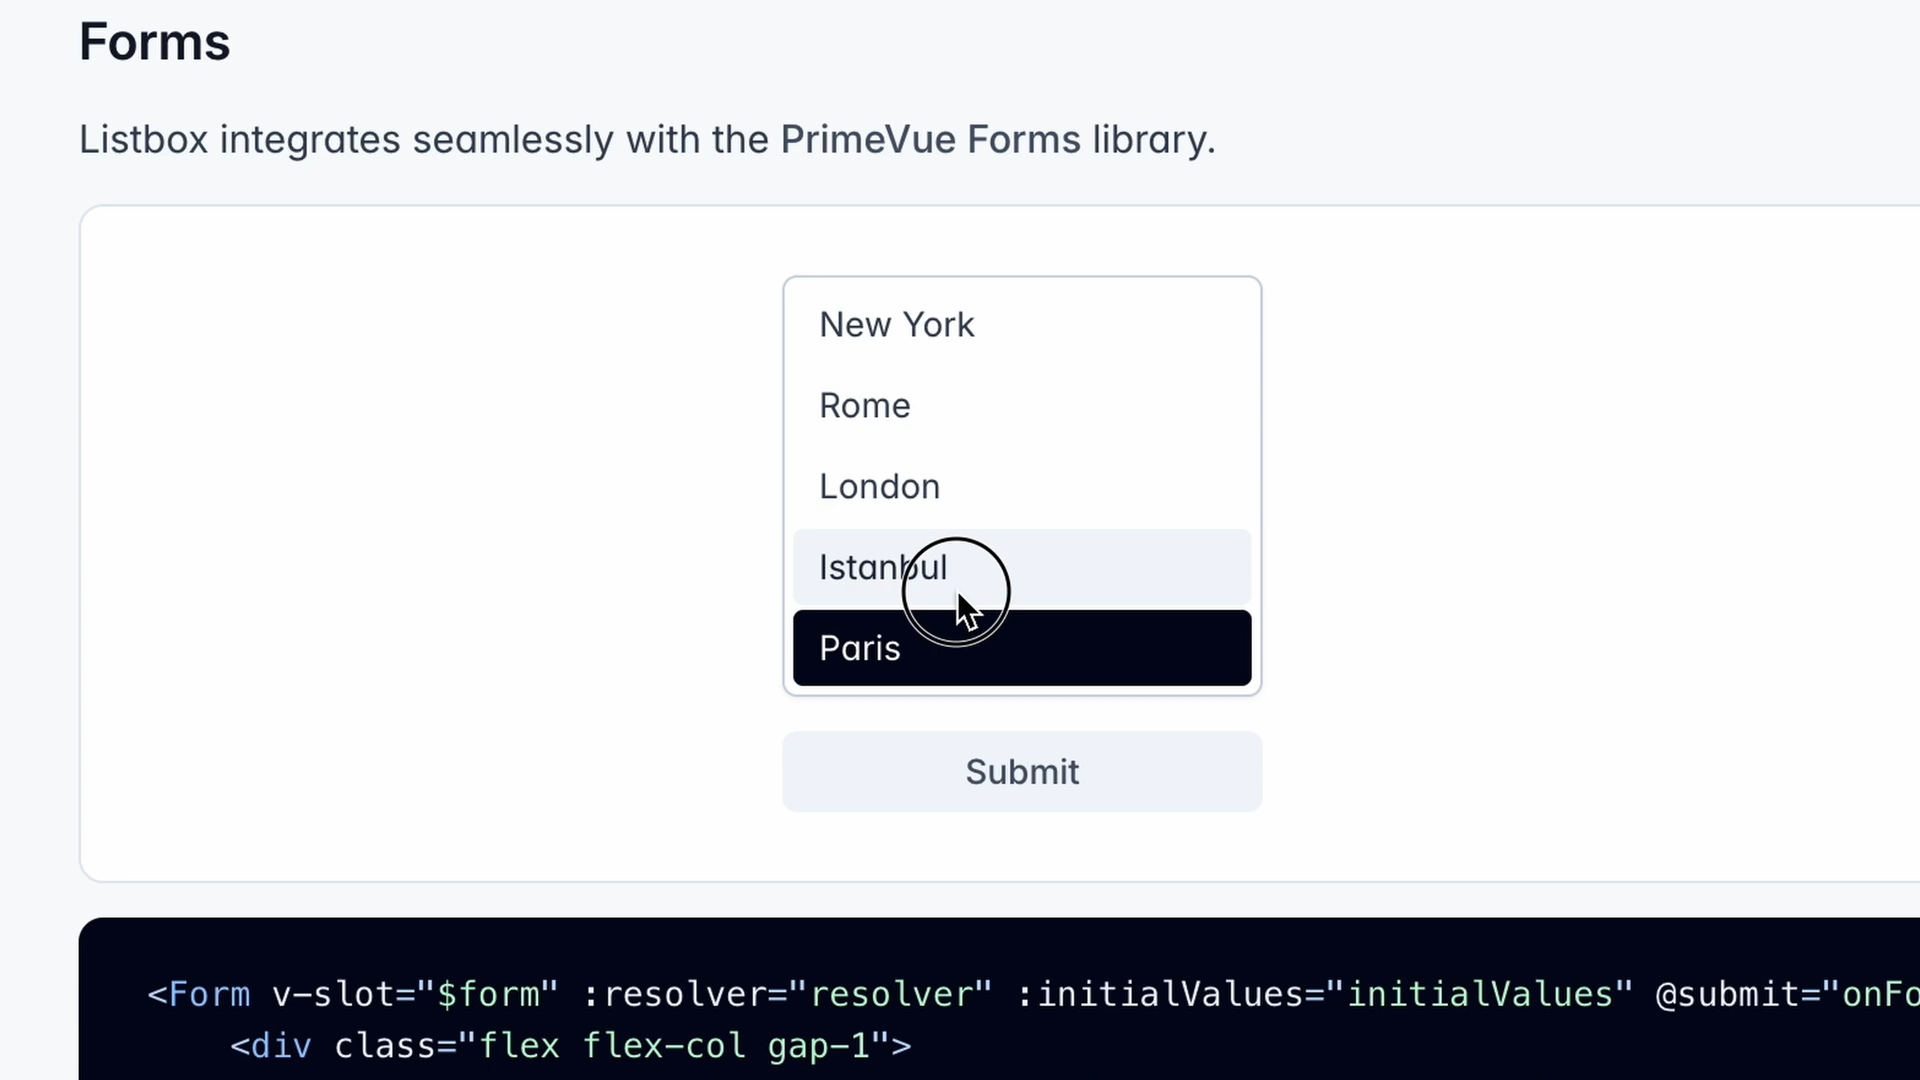 Forms
Listbox integrates seamlessly with the PrimeVue Forms library.
New York
Rome
London
Istanbul
Paris
Submit
<Form v-slot="$form" :resolver="resolver" :initialValues="initialValues" @submit="onFo
<div class="flex flex-col gap-1">